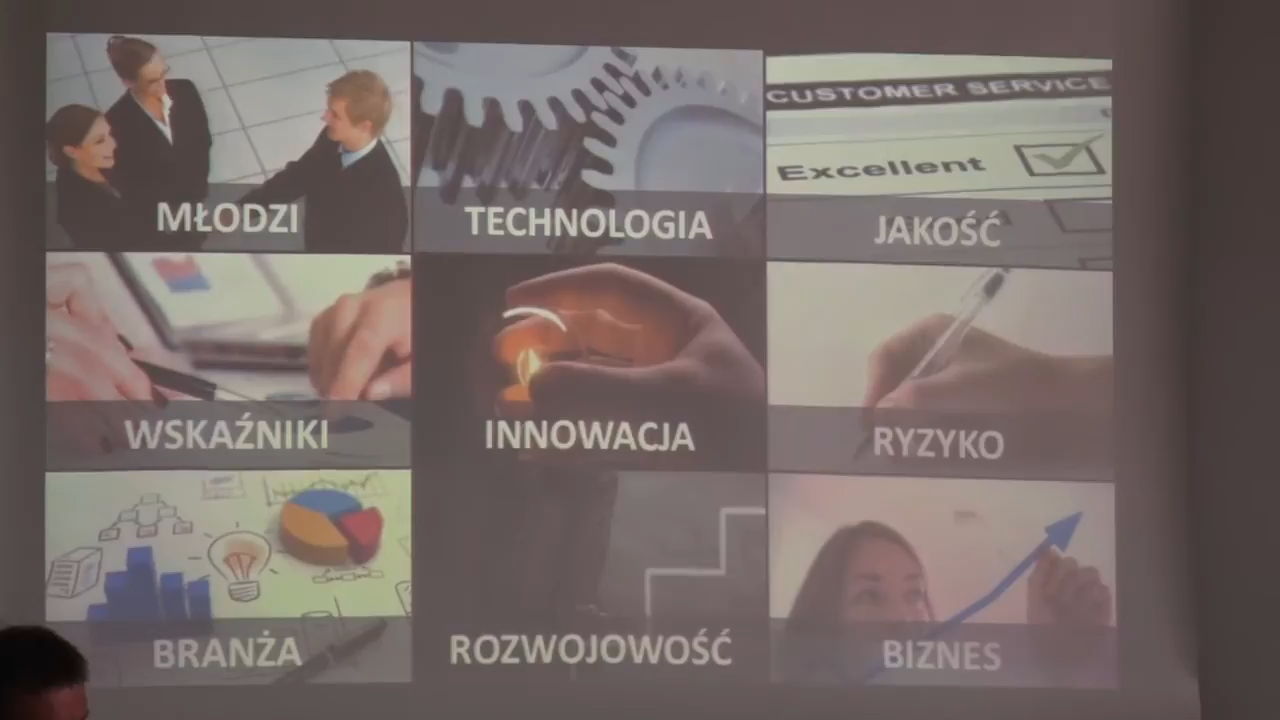 MŁODZI
TECHNOLOGIA
CUSTOMER SERVICE
Excellent
JAKOŚĆ
WSKAŹNIKI
INNOWACJA
RYZYKO
BRANŻA
ROZWOJOWOŚĆ
BIZNES